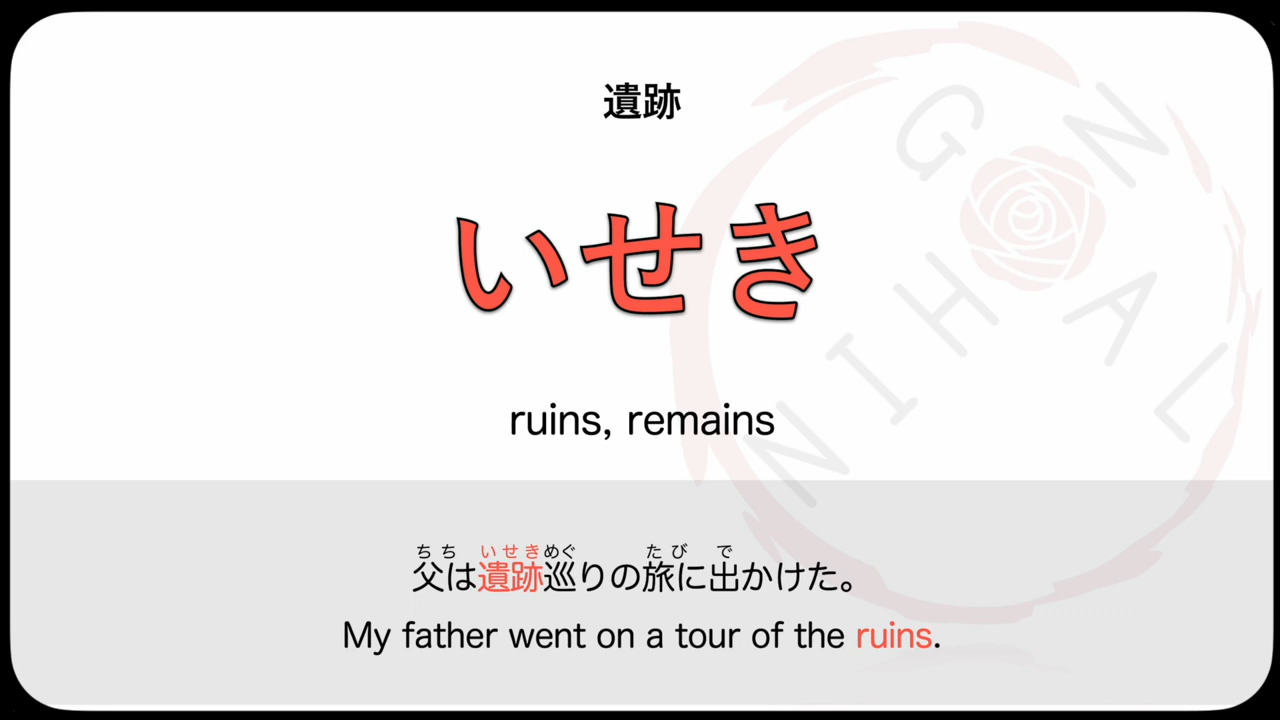 遺跡
いせき
ruins, remains
ちち いせきめぐ たび で
父は遺跡巡りの旅に出かけた。
My father went on a tour of the ruins.
NIHONGONAL